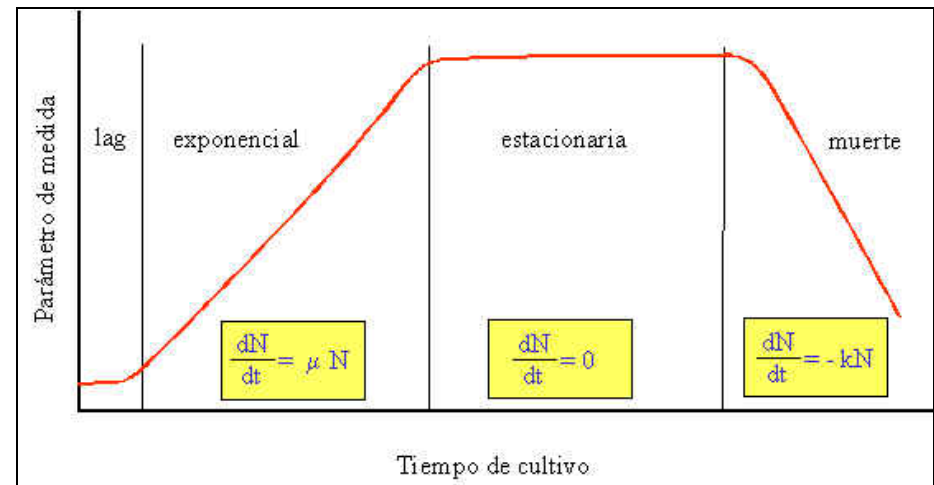 Parámetro de medida
lag
exponencial
estacionaria
muerte
dN/dt = μ N
dN/dt = 0
dN/dt = - kN
Tiempo de cultivo